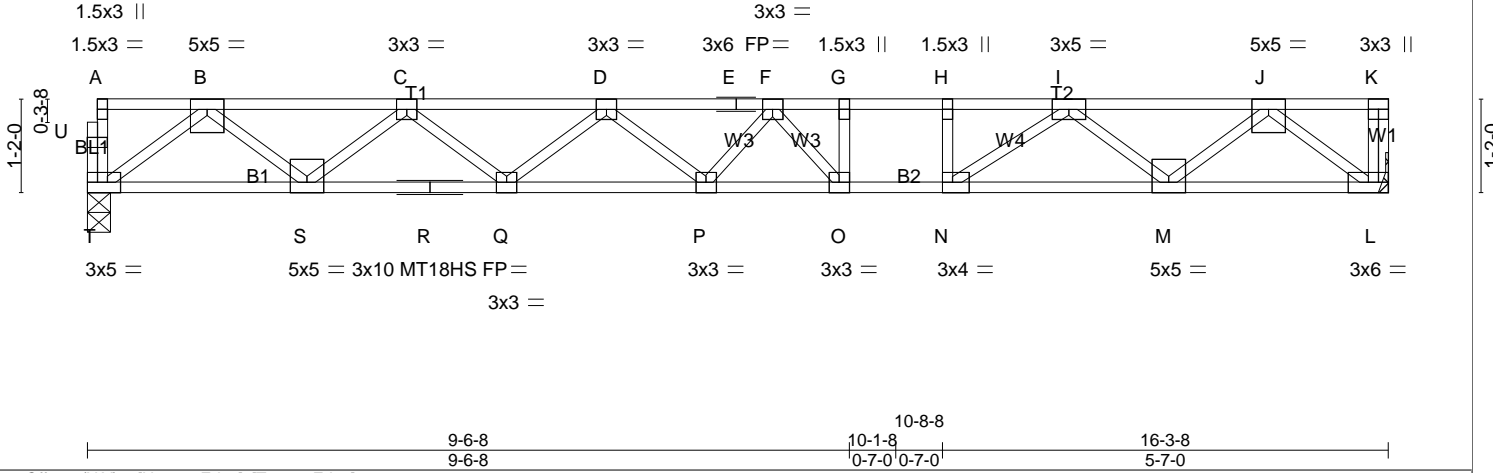 1.5x3 || 3x3 =
1.5x3 = 5x5 = 3x3 = 3x3 = 3x6 FP= 1.5x3 || 1.5x3 || 3x5 = 5x5 = 3x3 ||
A B C D E F G H I J K
T1 T2
0-3-8
1-2-0
U
BL1
W3 W3 W4 W1
1-2-0
B1 B2
T S R Q P O N M L
3x5 = 5x5 = 3x10 MT18HS FP= 3x3 = 3x3 = 3x4 = 5x5 = 3x6 =
3x3 =
10-8-8
9-6-8 10-1-8 16-3-8
9-6-8 0-7-0 0-7-0 5-7-0